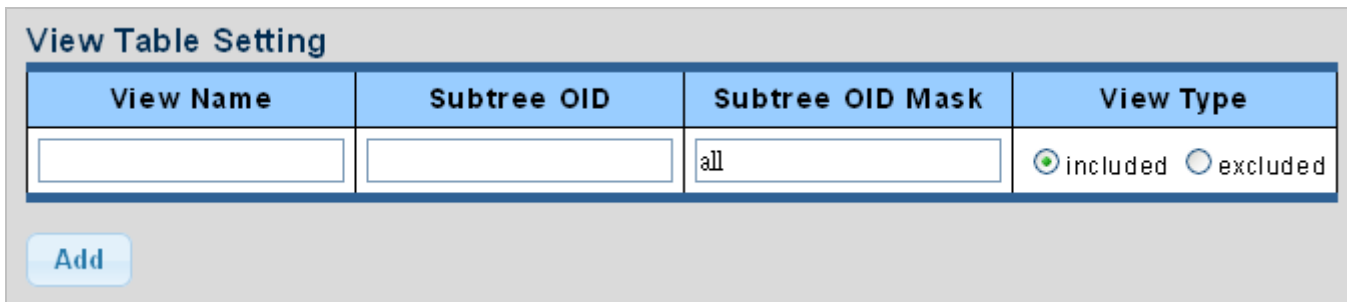 View Table Setting
View Name Subtree OID Subtree OID Mask View Type
all included excluded
Add